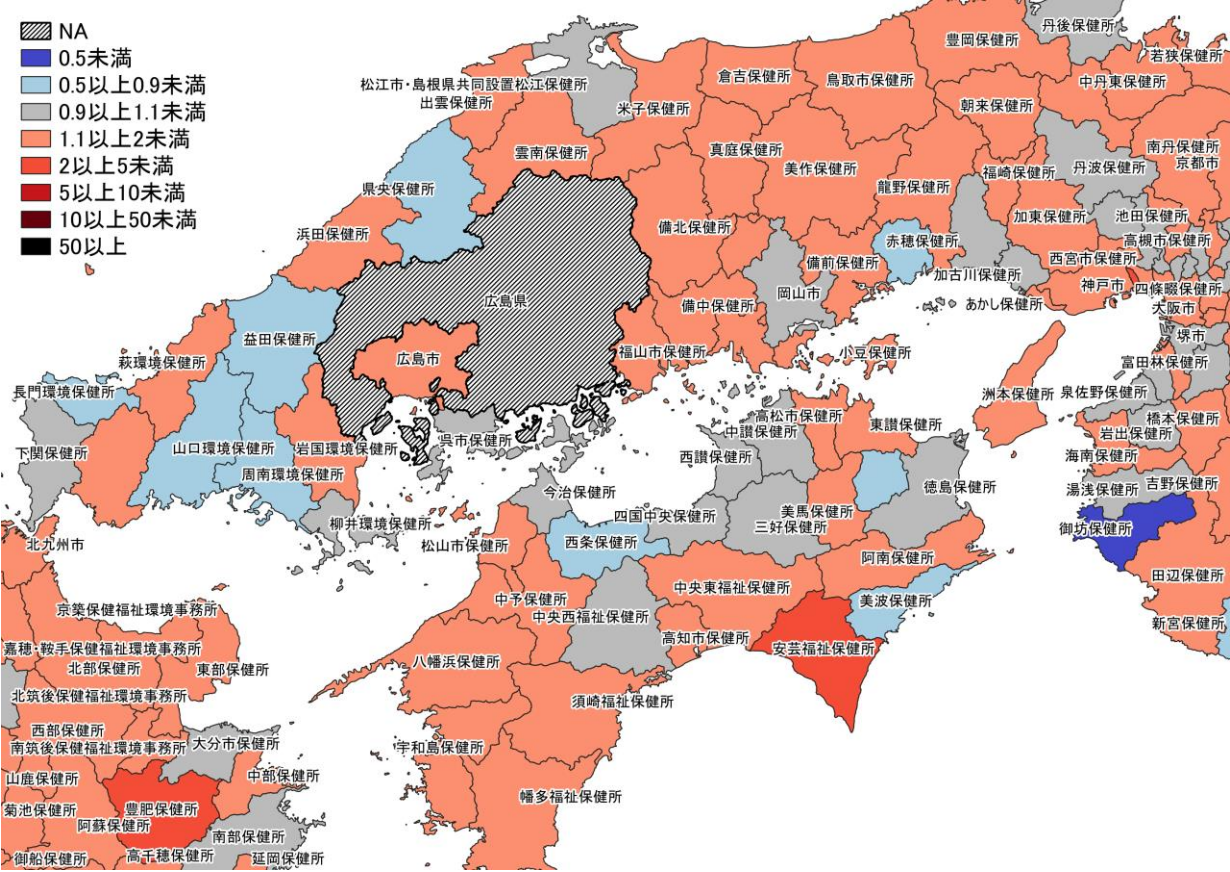 NA
0.5未満
0.5以上0.9未満
0.9以上1.1未満
1.1以上2未満
2以上5未満
5以上10未満
10以上50未満
50以上
丹後保健所
豊岡保健所
若狭保健所
松江市・島根県共同設置松江保健所
倉吉保健所
鳥取市保健所
中丹東保健所
出雲保健所
米子保健所
朝来保健所
雲南保健所
真庭保健所
美作保健所
福崎保健所
丹波保健所
南丹保健所
京都市
県央保健所
龍野保健所
浜田保健所
備北保健所
赤穂保健所
加東保健所
池田保健所
高槻市保健所
備前保健所
西宮市保健所
岡山市
加古川保健所
神戸市
四條畷保健所
広島県
備中保健所
あかし保健所
大阪市
益田保健所
堺市
萩環境保健所
広島市
福山市保健所
小豆保健所
富田林保健所
長門環境保健所
洲本保健所
泉佐野保健所
高松市保健所
東讃保健所
橋本保健所
中讃保健所
岩出保健所
下関保健所
山口環境保健所
岩国環境保健所
呉市保健所
西讃保健所
海南保健所
周南環境保健所
今治保健所
徳島保健所
湯浅保健所
吉野保健所
柳井環境保健所
四国中央保健所
美馬保健所
三好保健所
御坊保健所
北九州市
松山市保健所
西条保健所
阿南保健所
田辺保健所
中央東福祉保健所
中予保健所
美波保健所
京築保健福祉環境事務所
中央西福祉保健所
新宮保健所
嘉穂・鞍手保健福祉環境事務所
高知市保健所
安芸福祉保健所
北部保健所
東部保健所
八幡浜保健所
北筑後保健福祉環境事務所
須崎福祉保健所
西部保健所
南筑後保健福祉環境事務所
大分市保健所
宇和島保健所
山鹿保健所
中部保健所
菊池保健所
豊肥保健所
幡多福祉保健所
阿蘇保健所
南部保健所
御船保健所
高千穂保健所
延岡保健所